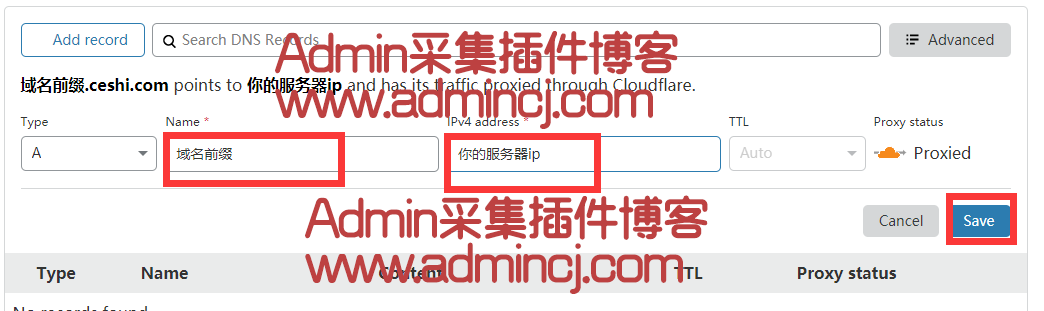 Add record
Search DNS Records
Advanced
Admin采集插件博客
www.admincj.com
域名前缀.ceshi.com points to 你的服务器ip and has its traffic proxied through Cloudflare.
Type
Name *
IPv4 address *
TTL
Proxy status
A
域名前缀
你的服务器ip
Auto
Proxied
Admin采集插件博客
www.admincj.com
Cancel
Save
Type
Name
Content
TTL
Proxy status
No records found